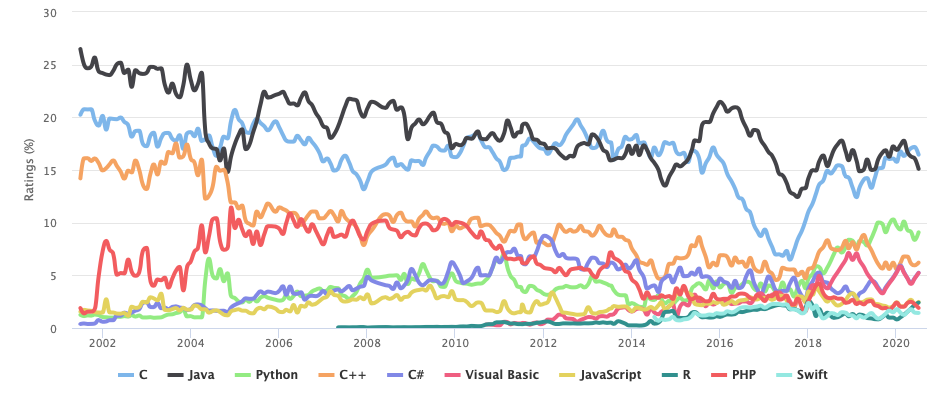 30
25
20
15
10
5
0
Ratings (%)
2002 2004 2006 2008 2010 2012 2014 2016 2018 2020
C Java Python C++ C# Visual Basic JavaScript R PHP Swift